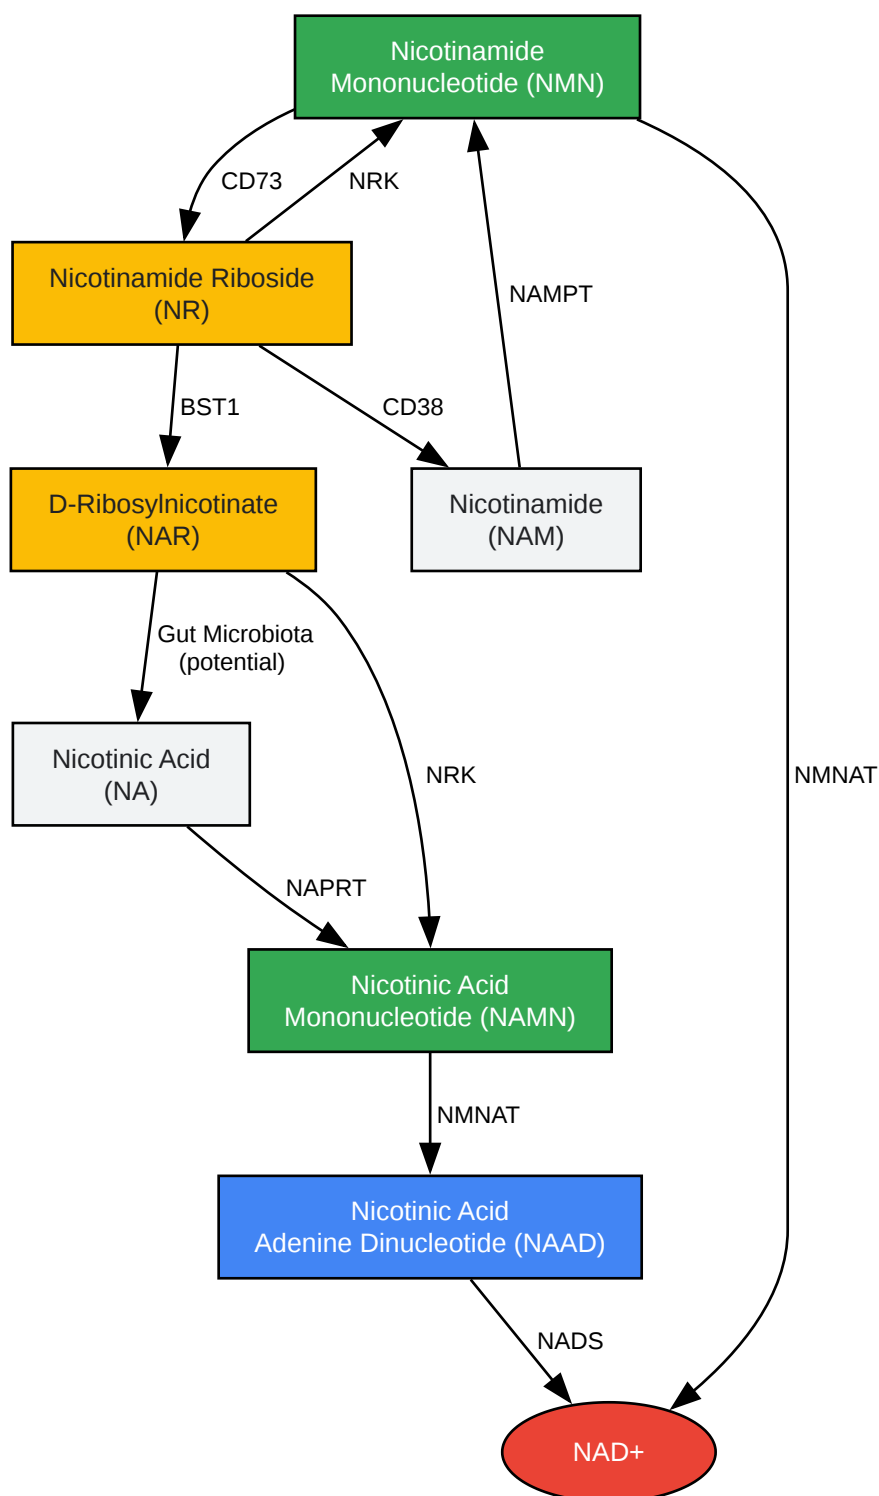 Nicotinamide
Mononucleotide (NMN)
CD73
NRK
Nicotinamide Riboside
(NR)
NAMPT
BST1
CD38
D-Ribosylnicotinate
(NAR)
Nicotinamide
(NAM)
Gut Microbiota
(potential)
Nicotinic Acid
(NA)
NRK
NMNAT
NAPRT
Nicotinic Acid
Mononucleotide (NAMN)
NMNAT
Nicotinic Acid
Adenine Dinucleotide (NAAD)
NADS
NAD+